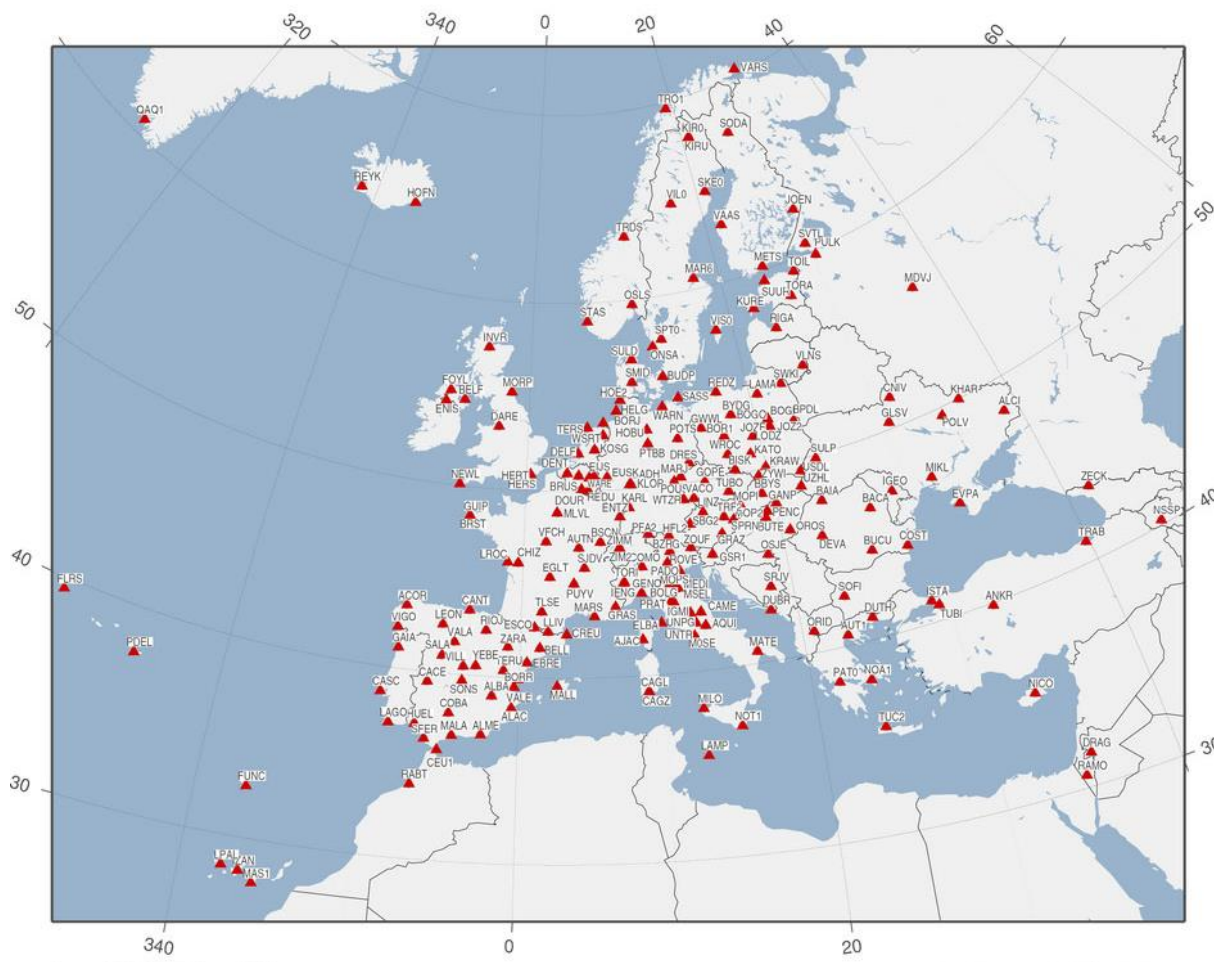 320
340
0
20
40
60
VARS
QAQ1
TRO1
KIR0
SODA
KIRU
REYK
HOFN
SKE0
VIL0
JOEN
50
VAAS
TRDS
SVTL
PULK
METS
TOIL
MAR6
MDVJ
SUUR
TORA
OSLS
KURE
50
STAS
VIS0
RIGA
INVR
SPT0
SULD
ONSA
VLNS
SMID
BUDP
SWKI
FOYL
BELF
MORP
HOE2
REDZ
LAMA
CNIV
KHAR
ENIS
SASS
ALCI
HELG
WARN
BYDG
BOGO
BPDL
GLSV
POLV
DARE
BORJ
GWWL
TERS
HOBU
POTS
BOR1
JOZ2
WSRT
LODZ
DELF
KOSG
PTBB
WROC
KATO
SULP
DENT
DRES
BISK
KRAW
NEWL
HERT
EUS
EUSK
KADH
MARJ
GOPE
ZYWI
USDL
MIKL
ZECK
HERS
BRUS
WARE
KLOP
TUBO
BBYS
UZHL
IGEO
40
GUIP
DOUR
REDU
KARL
WTZR
MOPI
GANP
BAIA
BACA
EVPA
NSSP
BRST
MLVL
ENTZ
PENC
SBG2
SPRN
BUTE
OROS
TRAB
VFCH
BSCN
PFA2
HFL2
GRAZ
DEVA
BUCU
COST
LROC
CHIZ
AUTN
ZIMM
BZRG
ZOUF
GSR1
OSJE
40
SJDV
ZIM2
COMO
ROVE
FLRS
EGLT
TORI
PADO
SRJV
SOFI
ISTA
ANKR
PUYV
IENG
GENO
BOLG
MEDI
MSEL
DUBR
TUBI
ACOR
CANT
TLSE
MARS
GRAS
PRAT
CAME
DUTH
VIGO
LEON
RIOJ
ESCO
LLIV
IGMI
ORID
AUT1
PDEL
GAIA
VALA
ZARA
CREU
AJAC
ELBA
UNPG
AQUI
SALA
BELL
UNTR
M0SE
MATE
VILL
YEBE
TERU
EBRE
PAT0
NOA1
CASC
CACE
SONS
ALBA
BORR
MALL
CAGL
NICO
CAGZ
MILO
LAGO
HUEL
COBA
VALE
ALAC
NOT1
TUC2
SFER
MALA
ALME
DRAG
30
CEU1
LAMP
FUNC
RABT
RAMO
30
LPAL
IZAN
MAS1
340
0
20